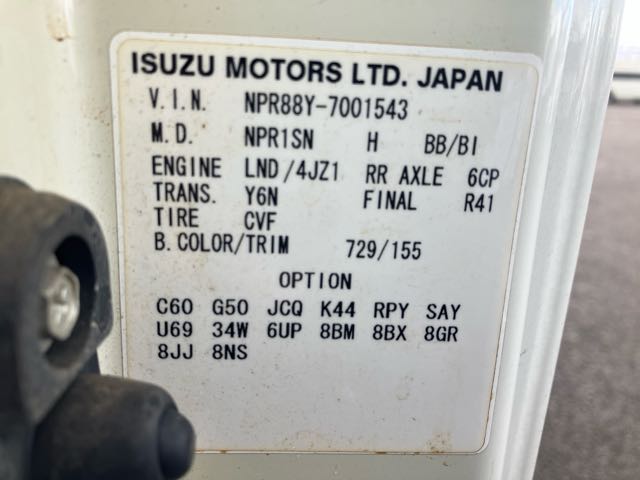 ISUZU MOTORS LTD. JAPAN
V.I.N. NPR88Y-7001543
M.D. NPR1SN H BB/BI
ENGINE LND/4JZ1 RR AXLE 6CP
TRANS. Y6N FINAL R41
TIRE CVF
B.COLOR/TRIM 729/155
OPTION
C60 G50 JCQ K44 RPY SAY
U69 34W 6UP 8BM 8BX 8GR
8JJ 8NS